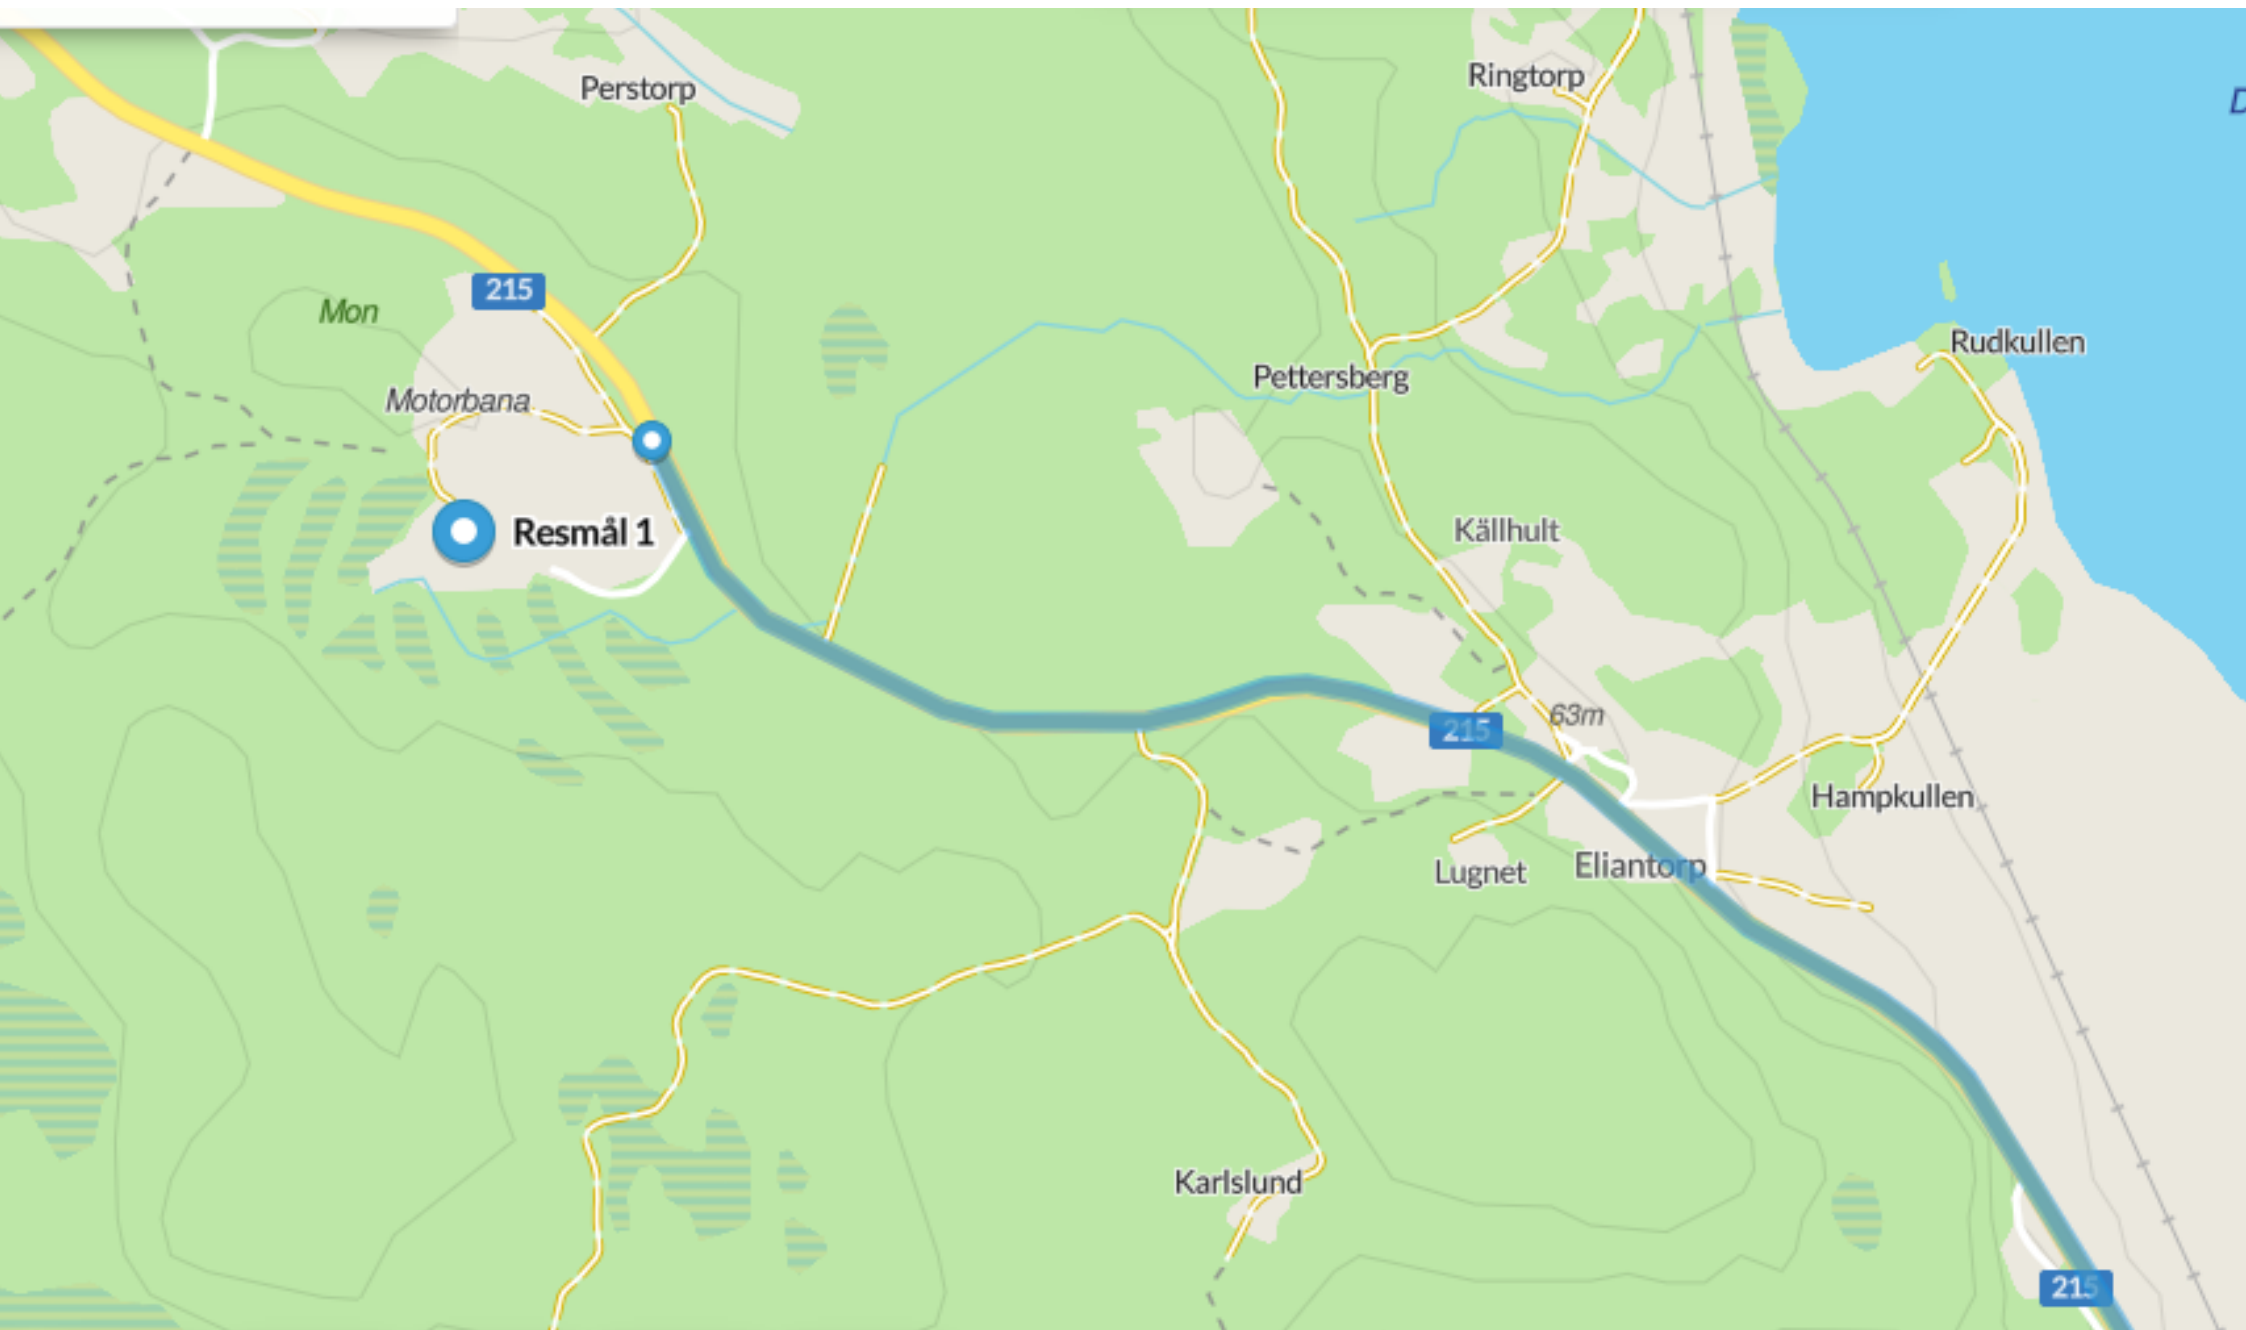 Perstorp
Ringtorp
D
215
Mon
Rudkullen
Pettersberg
Motorbana
Resmål 1
Källhult
63m
215
Hampkullen
Eliantorp
Lugnet
Karlslund
215